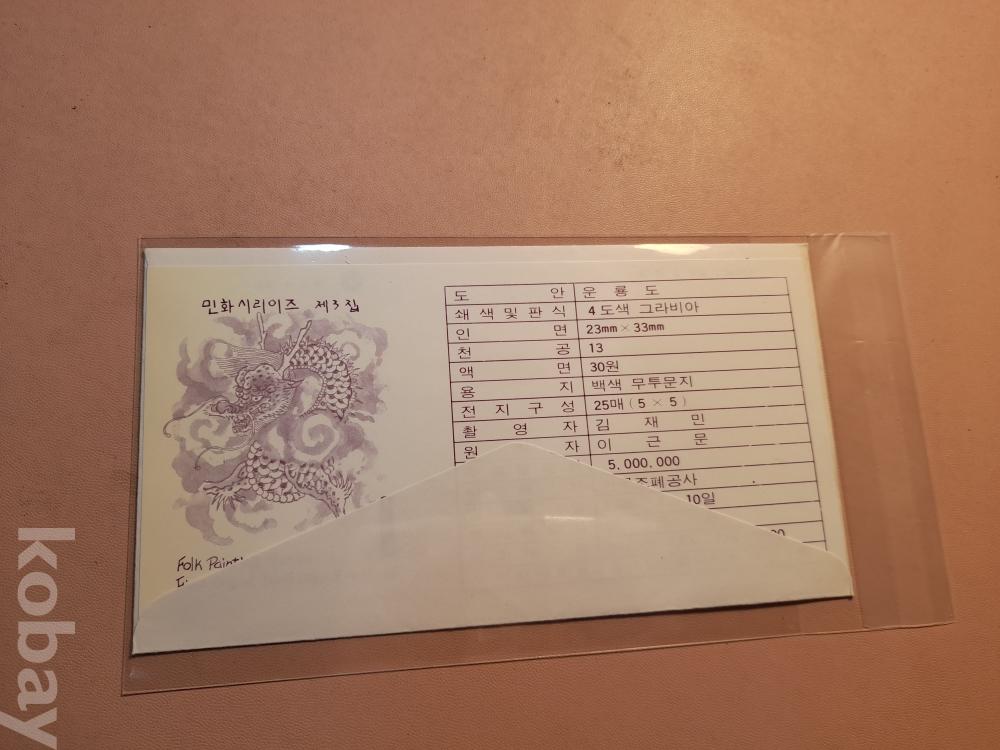 민화시리이즈 제3집
Folk Painti
도 안 운 룡 도
쇄 색 및 판 식 4도색 그라비아
인 면 23mm × 33mm
천 공 13
액 면 30원
용 지 백색 무투문지
전 지 구 성 25매 (5 × 5)
촬 영 자 김 재 민
원 자 이 근 문
5,000,000
조폐공사
10일
kobay